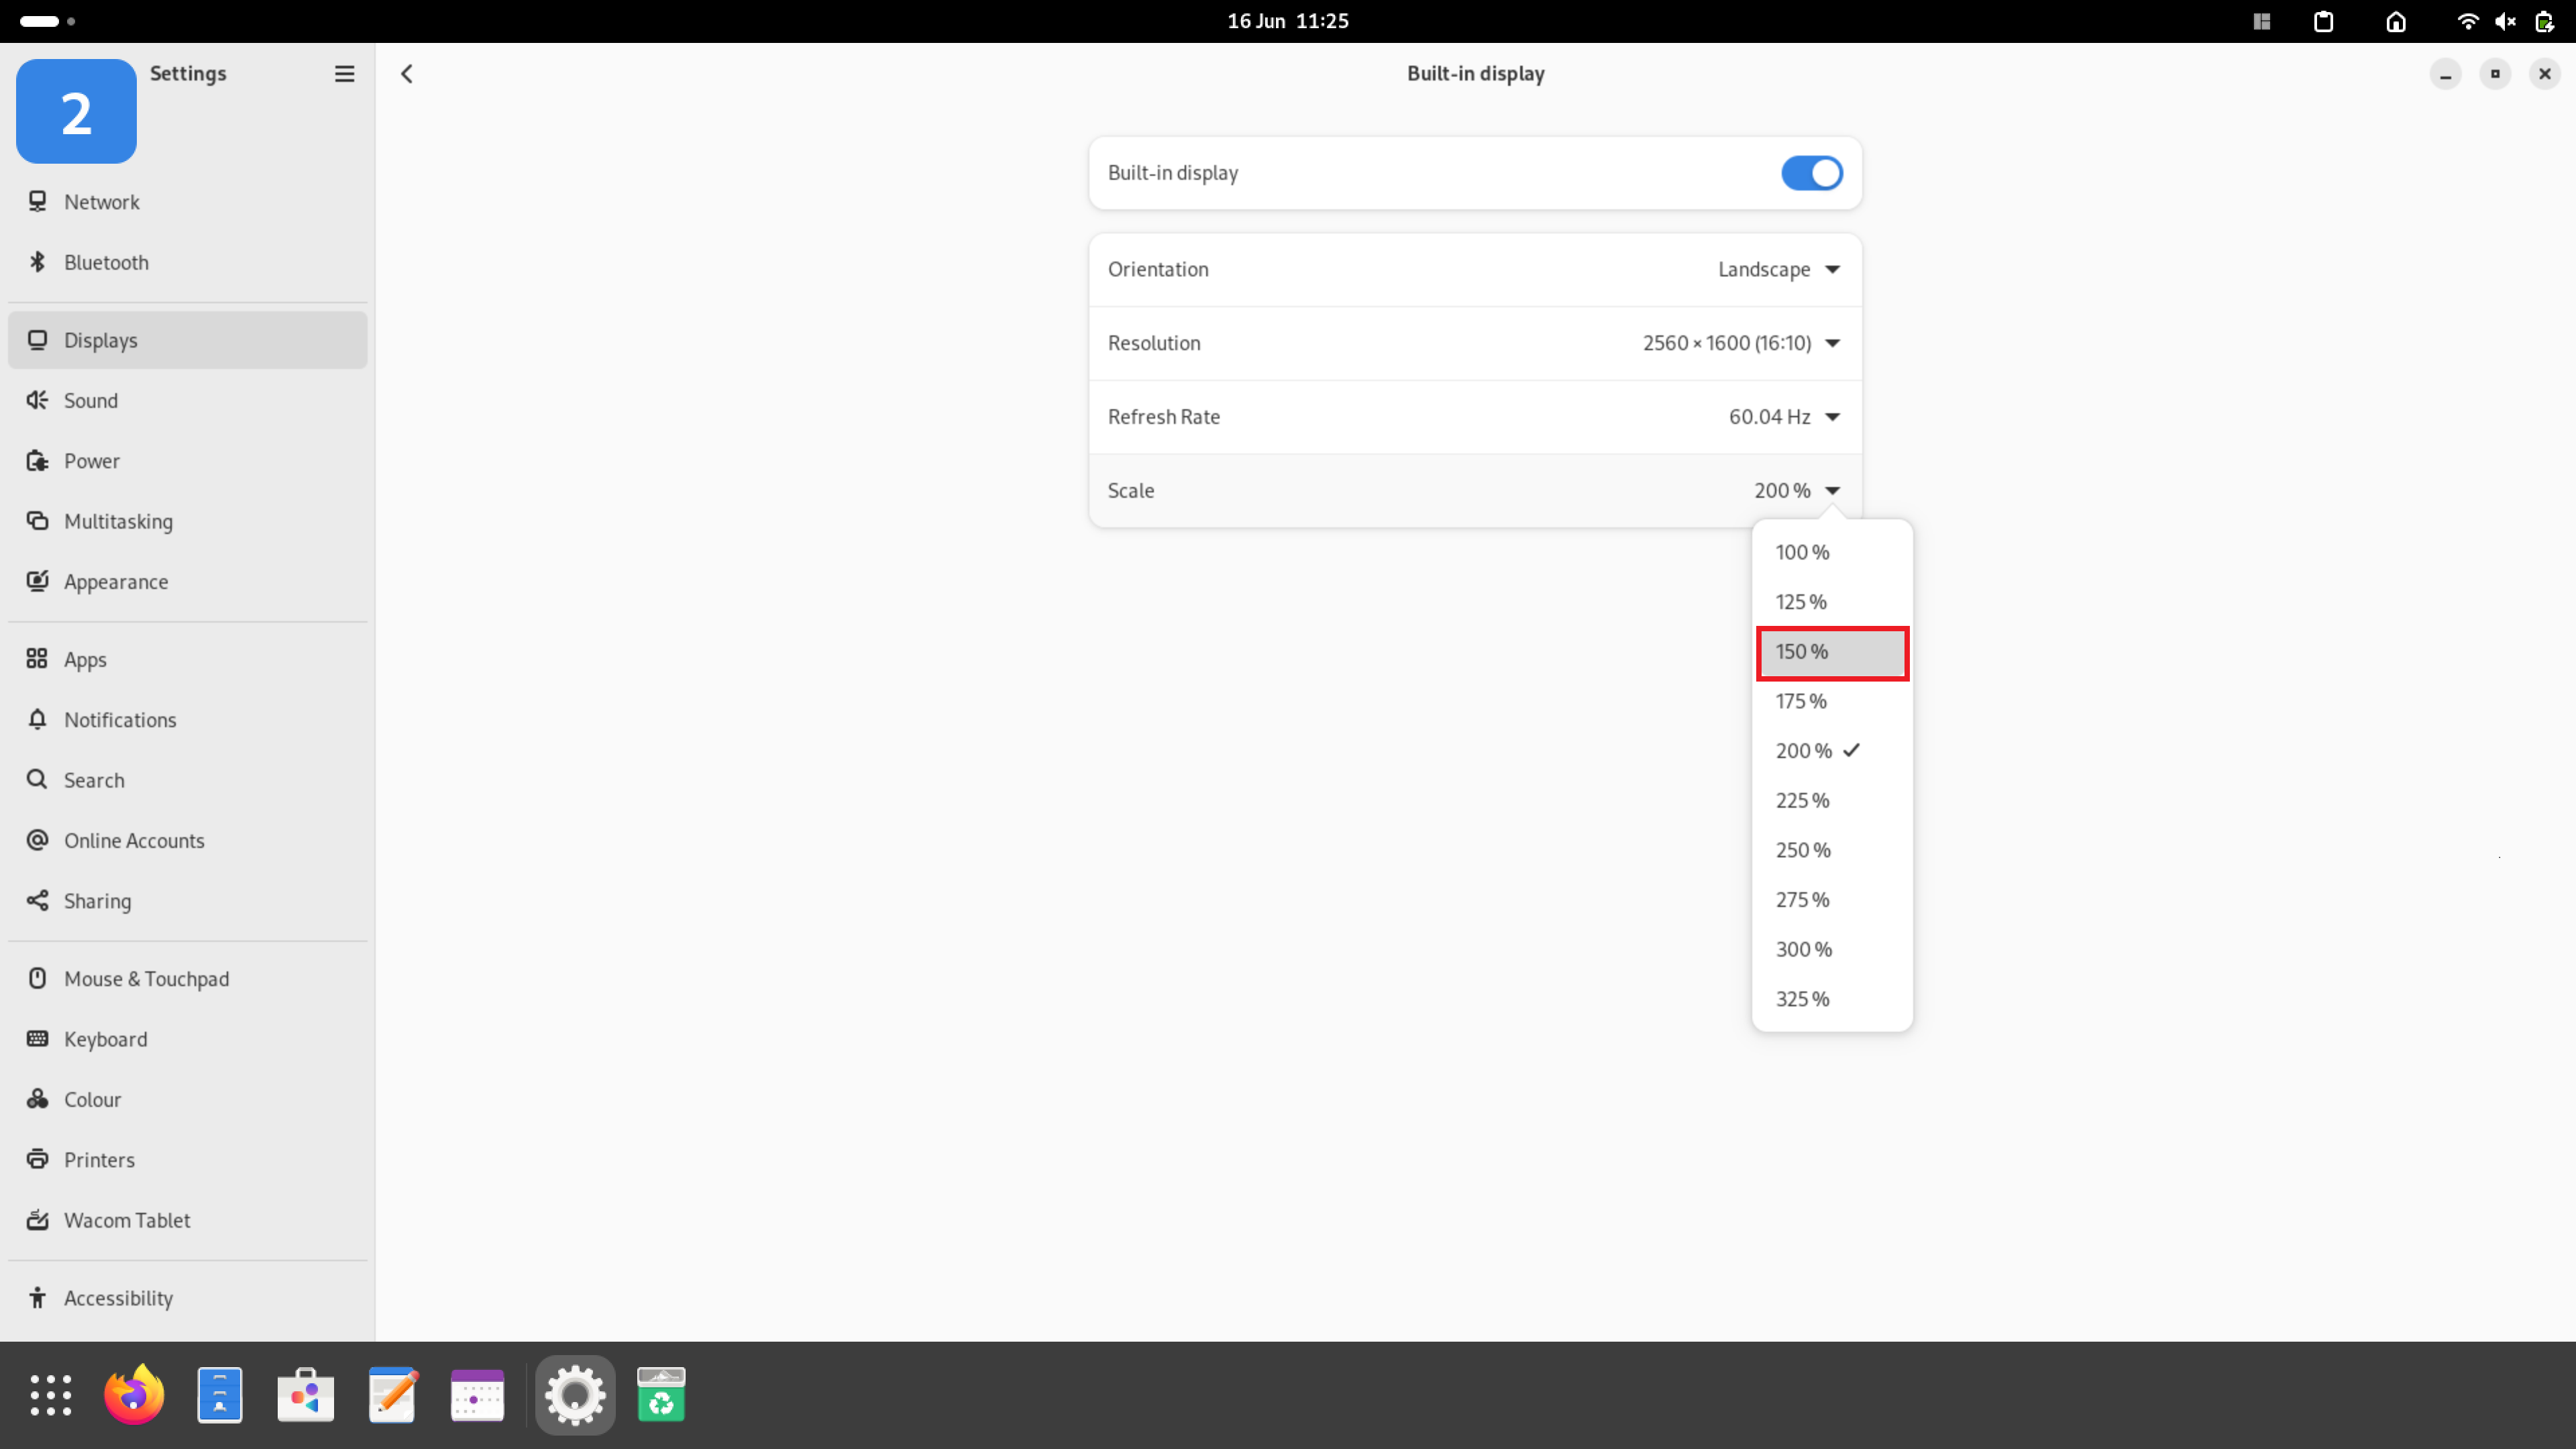 16 Jun 11:25
2
Settings
Built-in display
Network
Bluetooth
Displays
Sound
Power
Multitasking
Appearance
Apps
Notifications
Search
Online Accounts
Sharing
Mouse & Touchpad
Keyboard
Colour
Printers
Wacom Tablet
Accessibility
Built-in display
Orientation Landscape
Resolution 2560 × 1600 (16:10)
Refresh Rate 60.04 Hz
Scale 200 %
100 %
125 %
150 %
175 %
200 %
225 %
250 %
275 %
300 %
325 %